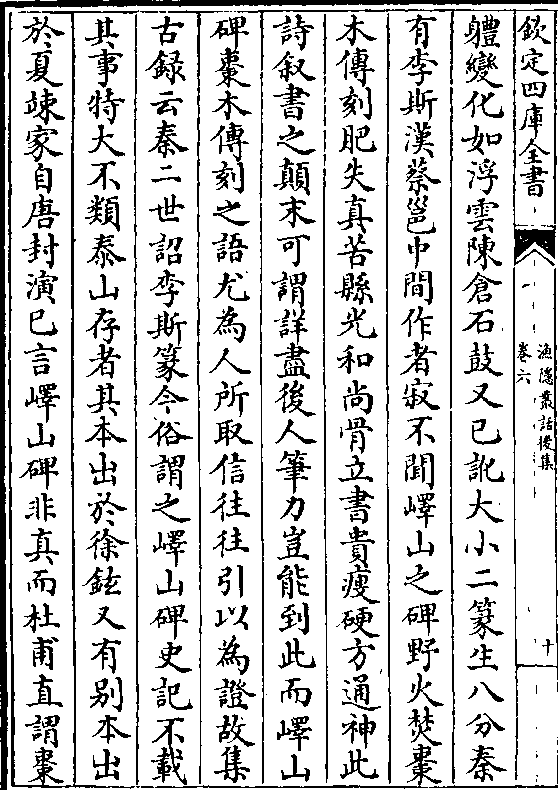 欽定四庫全書
漁隱叢話後集
卷六
十
軆變化如浮雲陳倉石鼓又已訛大小二篆生八分秦
有李斯漢蔡邕中間作者寂不聞嶧山之碑野火焚棗
木傳刻肥失真苦縣光和尚骨立書貴瘦硬方通神此
詩叙書之顛末可謂詳盡後人筆力豈能到此而嶧山
碑棗木傳刻之語尤為人所取信往往引以為證故集
古録云秦二世詔李斯篆今俗謂之嶧山碑史記不載
其事特大不類泰山存者其本出於徐鉉又有别本出
於夏竦家自唐封演已言嶧山碑非真而杜甫直謂棗